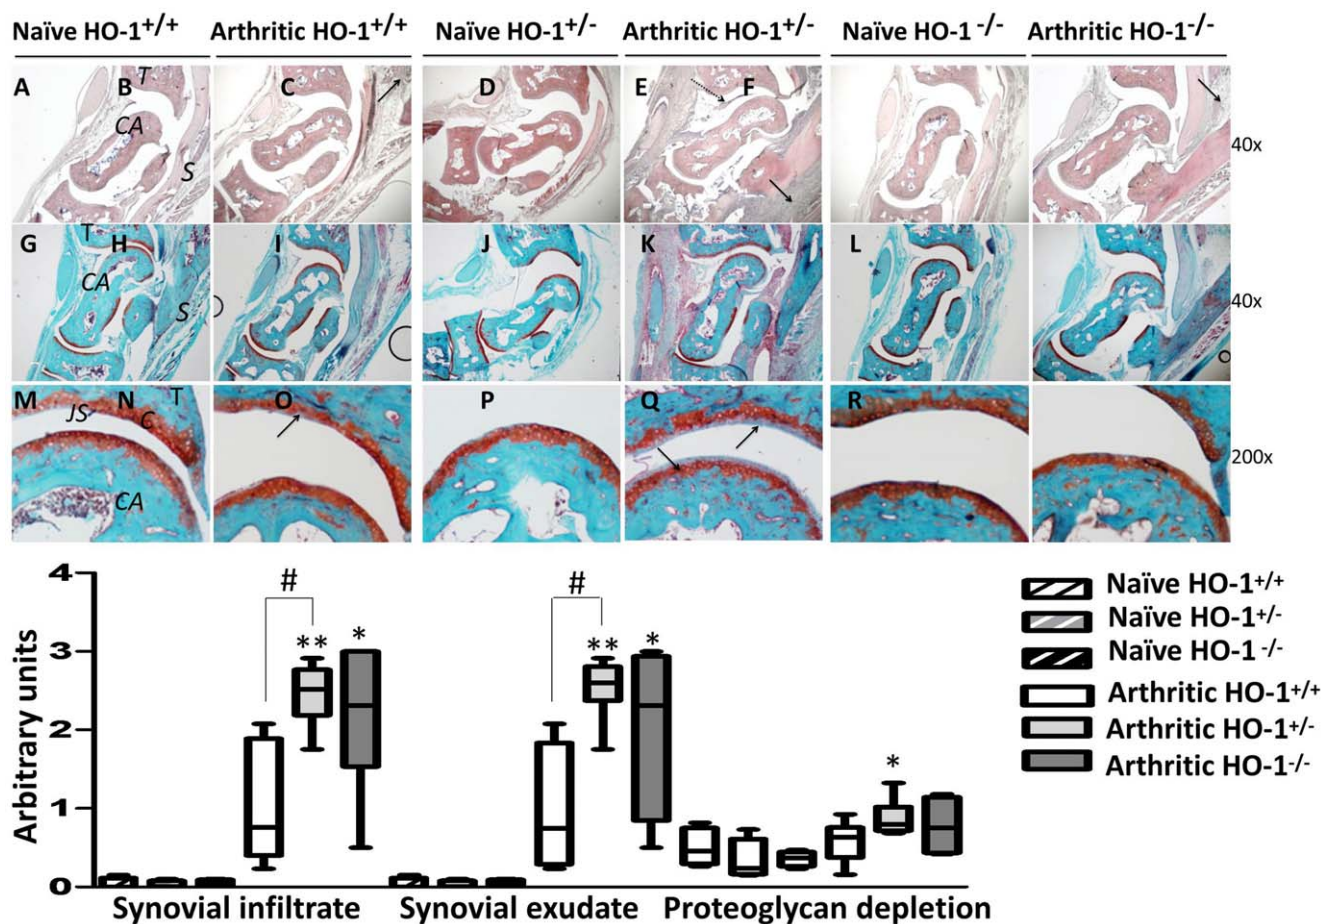 Naïve HO-1+/+ Arthritic HO-1+/+ Naïve HO-1+/- Arthritic HO-1+/- Naïve HO-1 -/- Arthritic HO-1-/-
A B T C D E F
CA
S
40x
G T H I J K L
CA
S
40x
M JS N C T O P Q R
CA
200x
4
3
2
1
0
Arbitrary units
# #
** * ** * *
Synovial infiltrate Synovial exudate Proteoglycan depletion
Naïve HO-1+/+
Naïve HO-1+/-
Naïve HO-1 -/-
Arthritic HO-1+/+
Arthritic HO-1+/-
Arthritic HO-1-/-